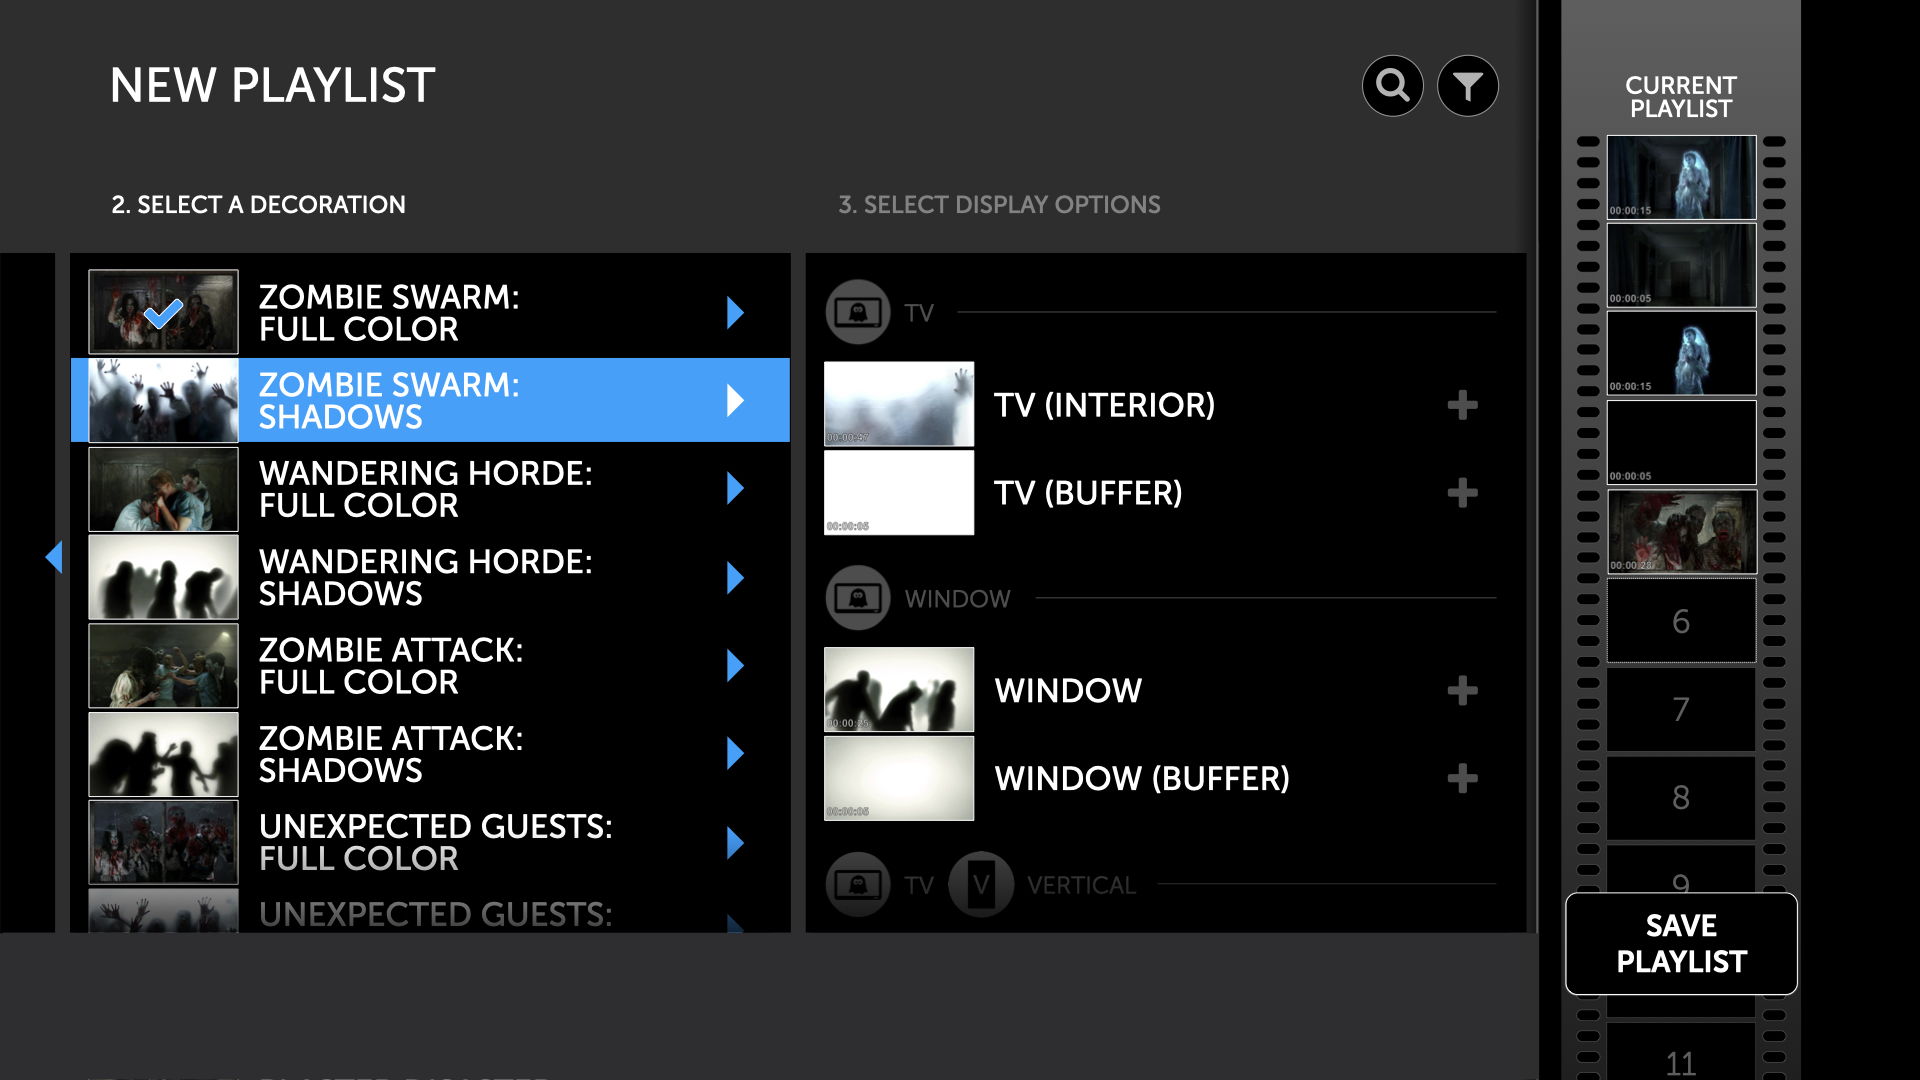 NEW PLAYLIST
2. SELECT A DECORATION
ZOMBIE SWARM:
FULL COLOR
ZOMBIE SWARM:
SHADOWS
WANDERING HORDE:
FULL COLOR
WANDERING HORDE:
SHADOWS
ZOMBIE ATTACK:
FULL COLOR
ZOMBIE ATTACK:
SHADOWS
UNEXPECTED GUESTS:
FULL COLOR
UNEXPECTED GUESTS:
3. SELECT DISPLAY OPTIONS
TV
00:00:47
TV (INTERIOR)
00:00:05
TV (BUFFER)
WINDOW
00:00:25
WINDOW
00:00:05
WINDOW (BUFFER)
TV
V
VERTICAL
CURRENT
PLAYLIST
00:00:15
00:00:05
00:00:15
00:00:05
00:00:28
6
7
8
9
SAVE
PLAYLIST
11